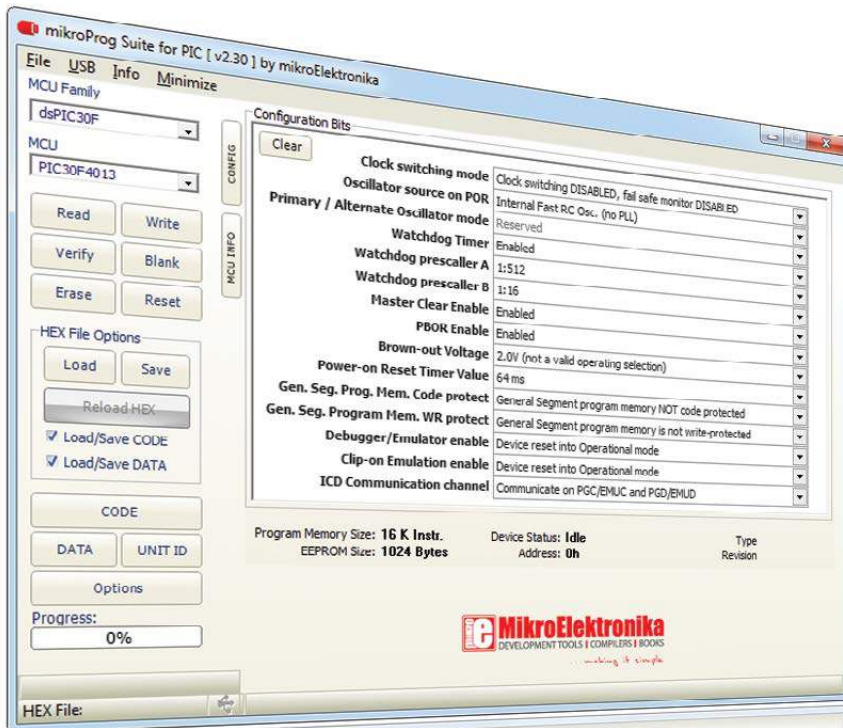 mikroProg Suite for PIC [ v2.30 ] by mikroElektronika
File USB Info Minimize
MCU Family
dsPIC30F
MCU
PIC30F4013
Read Write
Verify Blank
Erase Reset
HEX File Options
Load Save
Reload HEX
Load/Save CODE
Load/Save DATA
CODE
DATA UNIT ID
Options
Progress:
0%
HEX File:
CONFIG
MCU INFO
Configuration Bits
Clear
Clock switching mode Clock switching DISABLED, fail safe monitor DISABLED
Oscillator source on POR Internal Fast RC Osc. (no PLL)
Primary / Alternate Oscillator mode Reserved
Watchdog Timer Enabled
Watchdog prescaller A 1:512
Watchdog prescaller B 1:16
Master Clear Enable Enabled
PBOR Enable Enabled
Brown-out Voltage 2.0V (not a valid operating selection)
Power-on Reset Timer Value 64 ms
Gen. Seg. Prog. Mem. Code protect General Segment program memory NOT code protected
Gen. Seg. Program Mem. WR protect General Segment program memory is not write-protected
Debugger/Emulator enable Device reset into Operational mode
Clip-on Emulation enable Device reset into Operational mode
ICD Communication channel Communicate on PGC/EMUC and PGD/EMUD
Program Memory Size: 16 K Instr. Device Status: Idle Type
EEPROM Size: 1024 Bytes Address: 0h Revision
MikroElektronika
DEVELOPMENT TOOLS | COMPILERS | BOOKS
...making it simple